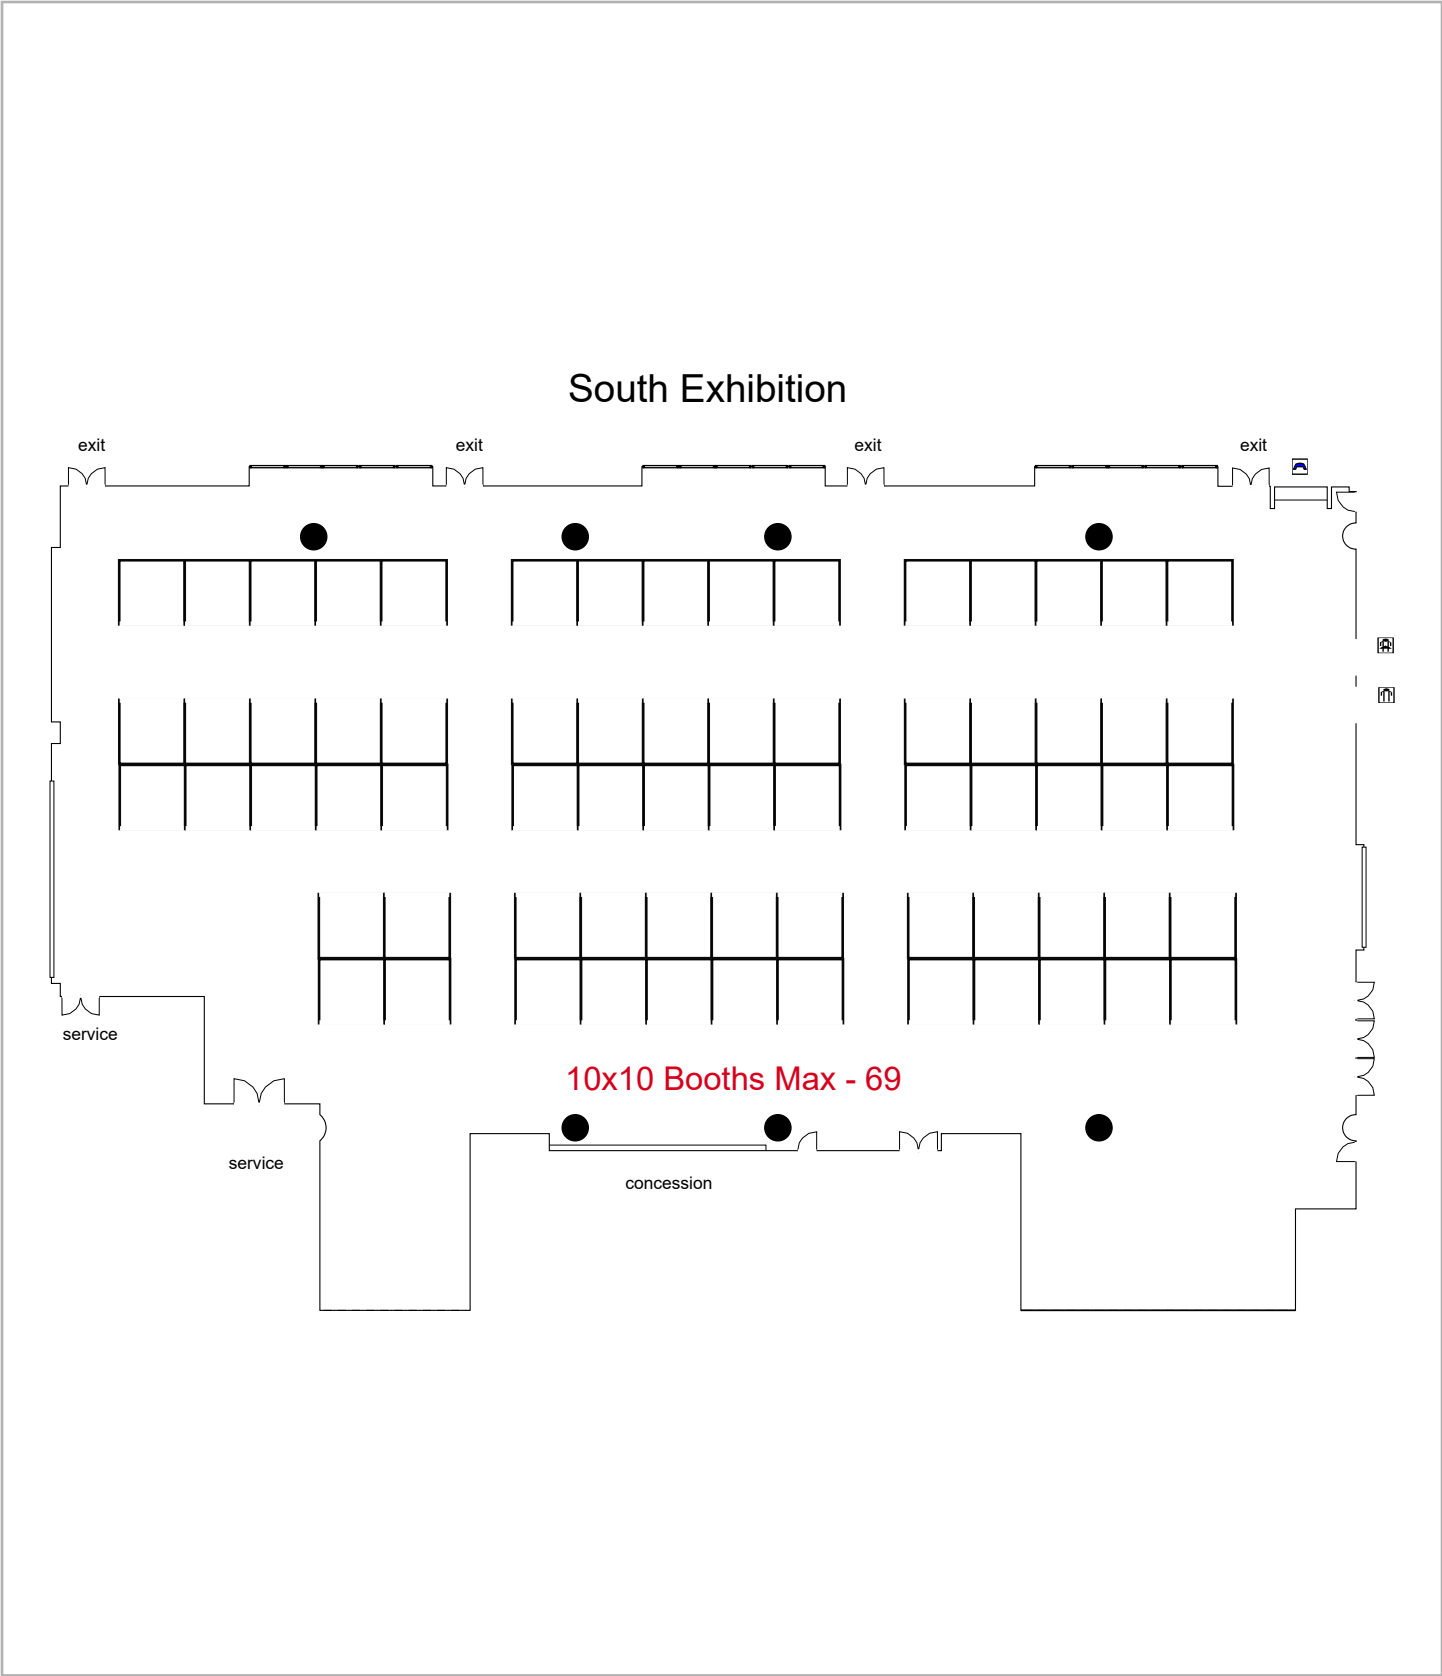 South Exhibition
exit
exit
exit
exit
10x10 Booths Max - 69
service
service
concession